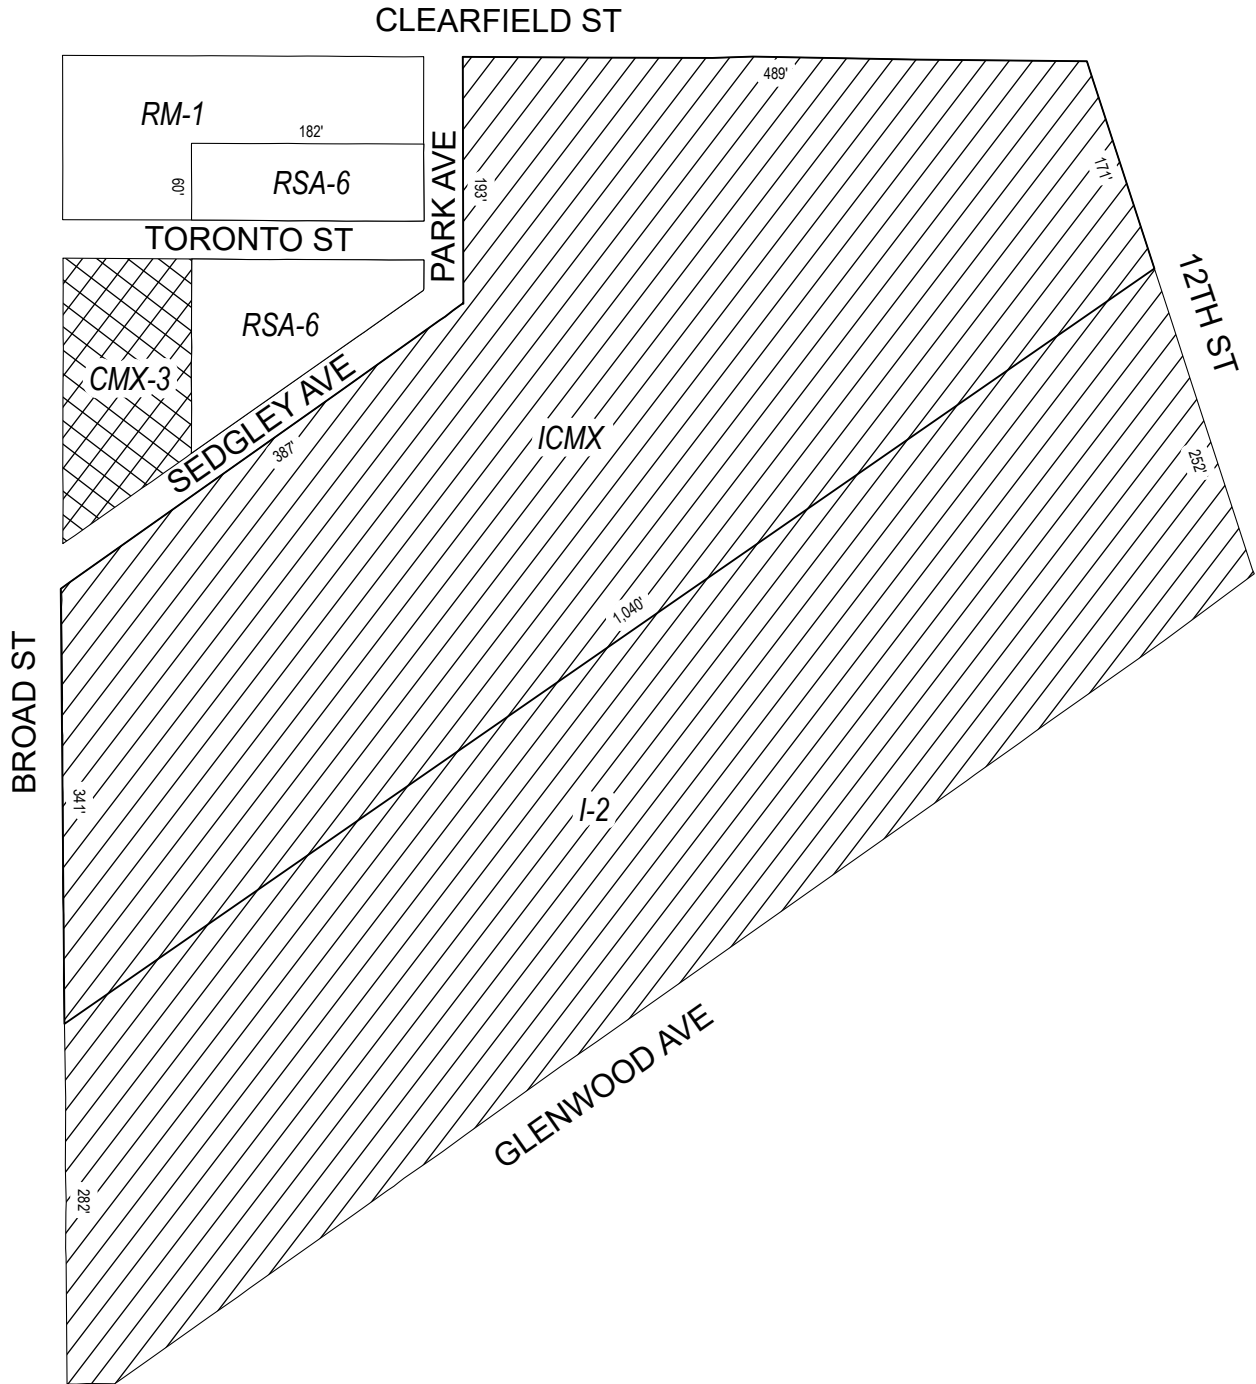 CLEARFIELD ST
489'
RM-1
182'
171'
PARK AVE
60'
RSA-6
193'
TORONTO ST
12TH ST
RSA-6
CMX-3
SEDGLEY AVE
387'
ICMX
252'
1,040'
BROAD ST
341'
I-2
GLENWOOD AVE
282'